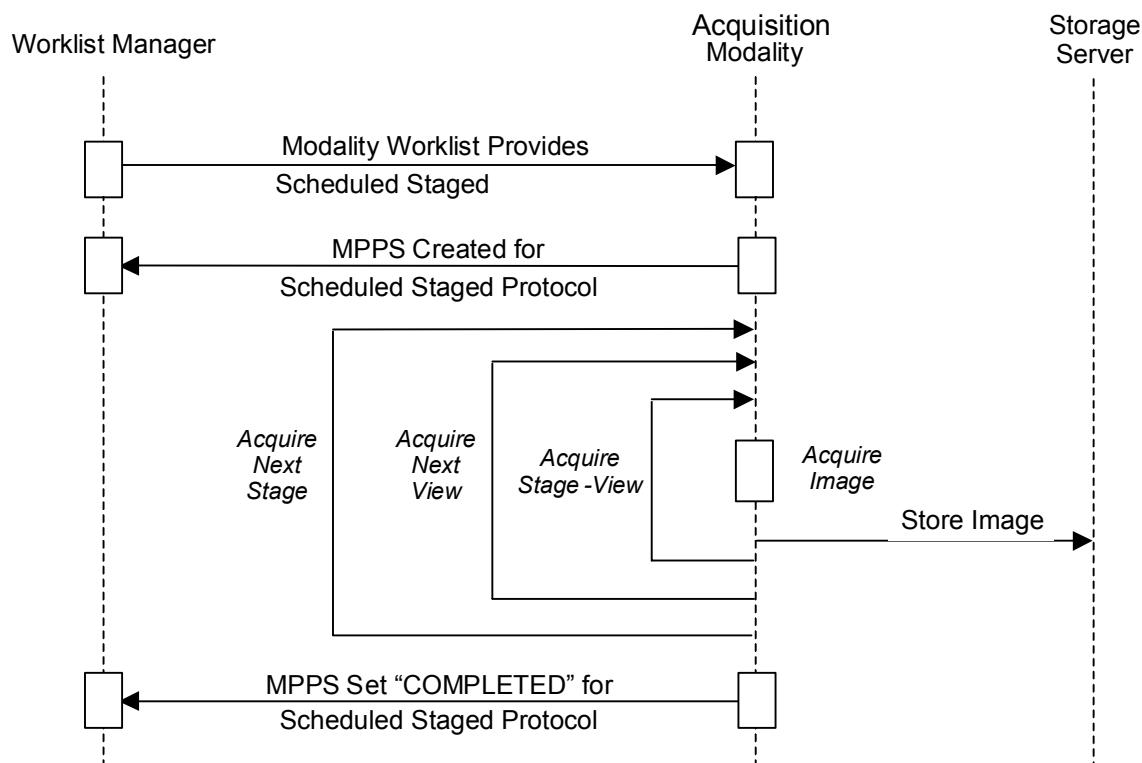 Worklist Manager
Acquisition
Modality
Storage
Server
Modality Worklist Provides
Scheduled Staged
MPPS Created for
Scheduled Staged Protocol
Acquire
Next
Stage
Acquire
Next
View
Acquire
Stage -View
Acquire
Image
Store Image
MPPS Set “COMPLETED” for
Scheduled Staged Protocol